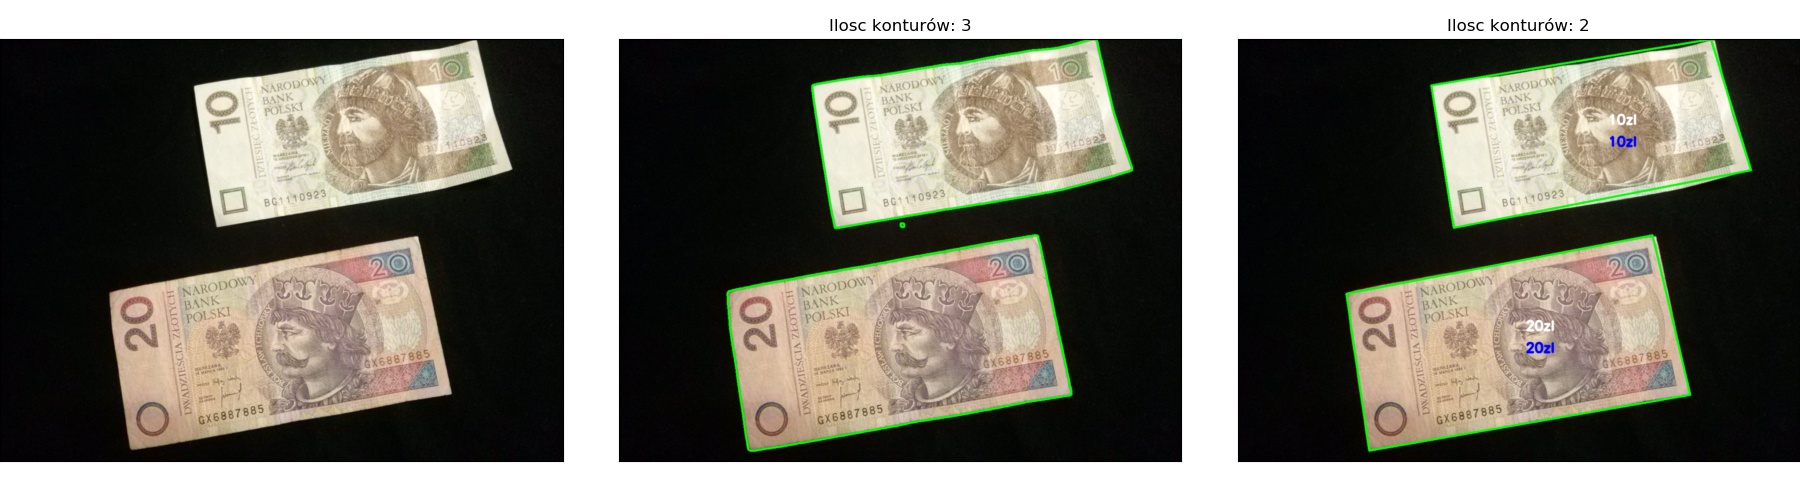 10
DZIESIĘĆ ZŁOTYCH
NARODOWY
BANK
POLSKI
10
BG1110923
20
DWADZIEŚCIA ZŁOTYCH
NARODOWY
BANK
POLSKI
20
GX6887885
GX6887885
Ilosc konturów: 3
10
DZIESIĘĆ ZŁOTYCH
NARODOWY
BANK
POLSKI
10
BG1110923
20
DWADZIEŚCIA ZŁOTYCH
NARODOWY
BANK
POLSKI
20
GX6887885
GX6887885
Ilosc konturów: 2
10
DZIESIĘĆ ZŁOTYCH
NARODOWY
BANK
POLSKI
10
10zl
10zl
BG1110923
20
DWADZIEŚCIA ZŁOTYCH
NARODOWY
BANK
POLSKI
20
20zl
20zl
GX6887885
GX6887885